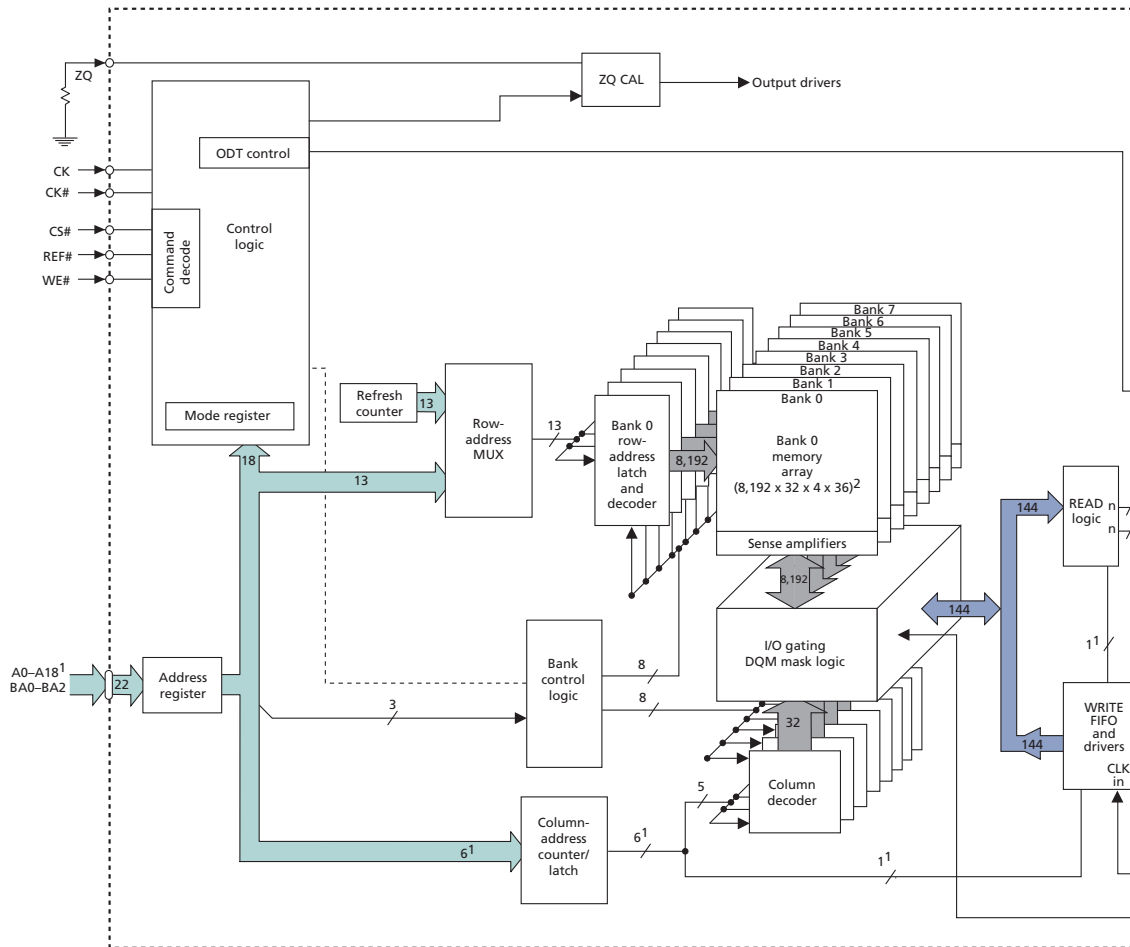 ZQ
ZQ CAL
Output drivers
ODT control
CK
CK#
Control
logic
CS#
REF#
WE#
Command
decode
Mode register
Refresh
counter
13
Row-
address
MUX
13
18
13
Bank 7
Bank 6
Bank 5
Bank 4
Bank 3
Bank 2
Bank 1
Bank 0
Bank 0
row-
address
latch
and
decoder
8,192
Bank 0
memory
array
(8,192 x 32 x 4 x 36)²
Sense amplifiers
8,192
144
READ
logic
n
n
144
I/O gating
DQM mask logic
1¹
A0–A18¹
BA0–BA2
22
Address
register
3
Bank
control
logic
8
8
32
144
WRITE
FIFO
and
drivers
CLK
in
5
Column
decoder
6¹
Column-
address
counter/
latch
6¹
1¹